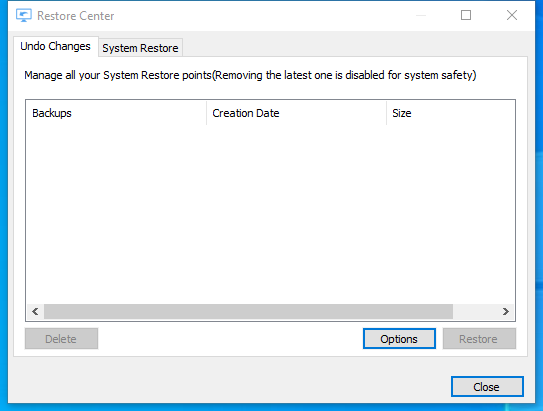 Restore Center
Undo Changes
System Restore
Manage all your System Restore points(Removing the latest one is disabled for system safety)
Backups Creation Date Size
Delete Options Restore
Close